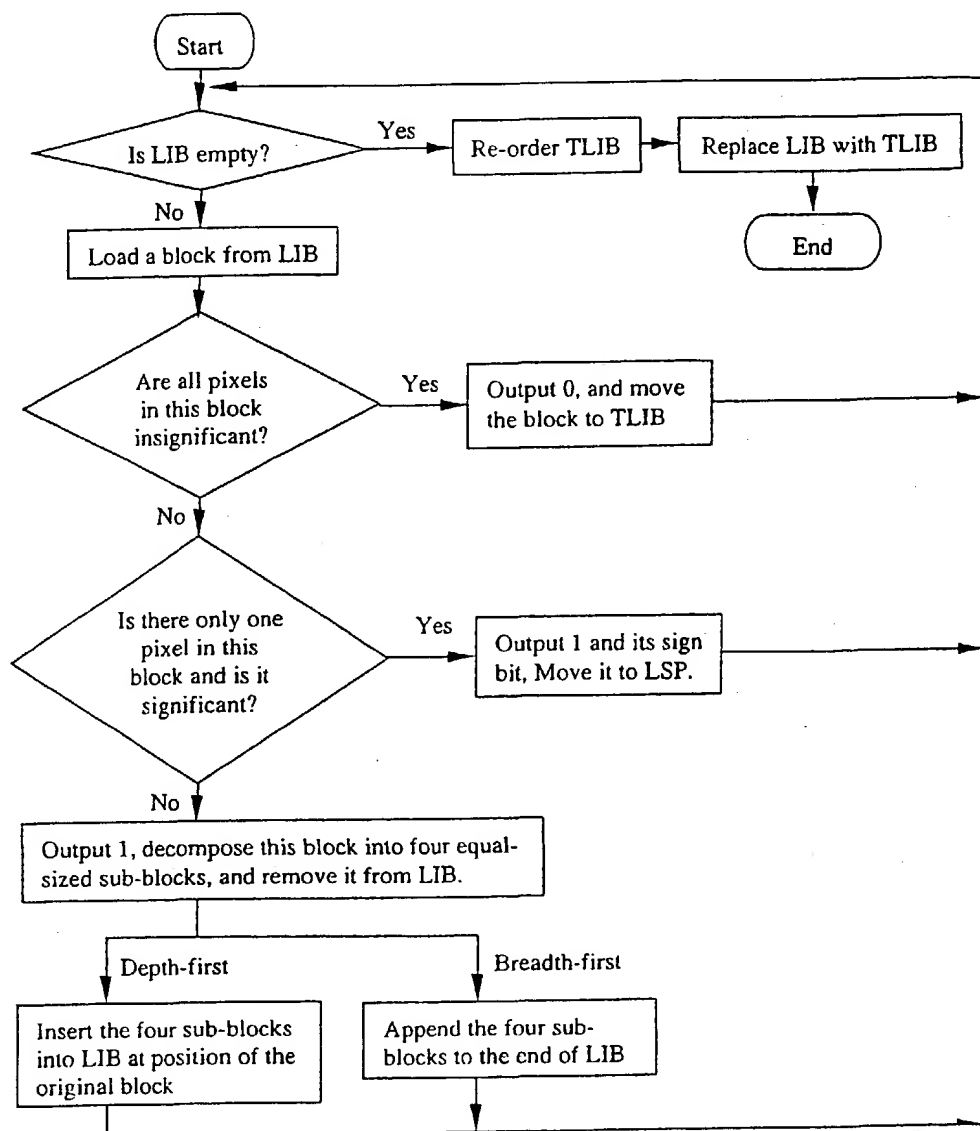 Start
Is LIB empty?
Yes
Re-order TLIB
Replace LIB with TLIB
End
No
Load a block from LIB
Are all pixels
in this block
insignificant?
Yes
Output 0, and move
the block to TLIB
No
Is there only one
pixel in this
block and is it
significant?
Yes
Output 1 and its sign
bit, Move it to LSP.
No
Output 1, decompose this block into four equal-
sized sub-blocks, and remove it from LIB.
Depth-first
Breadth-first
Insert the four sub-blocks
into LIB at position of the
original block
Append the four sub-
blocks to the end of LIB